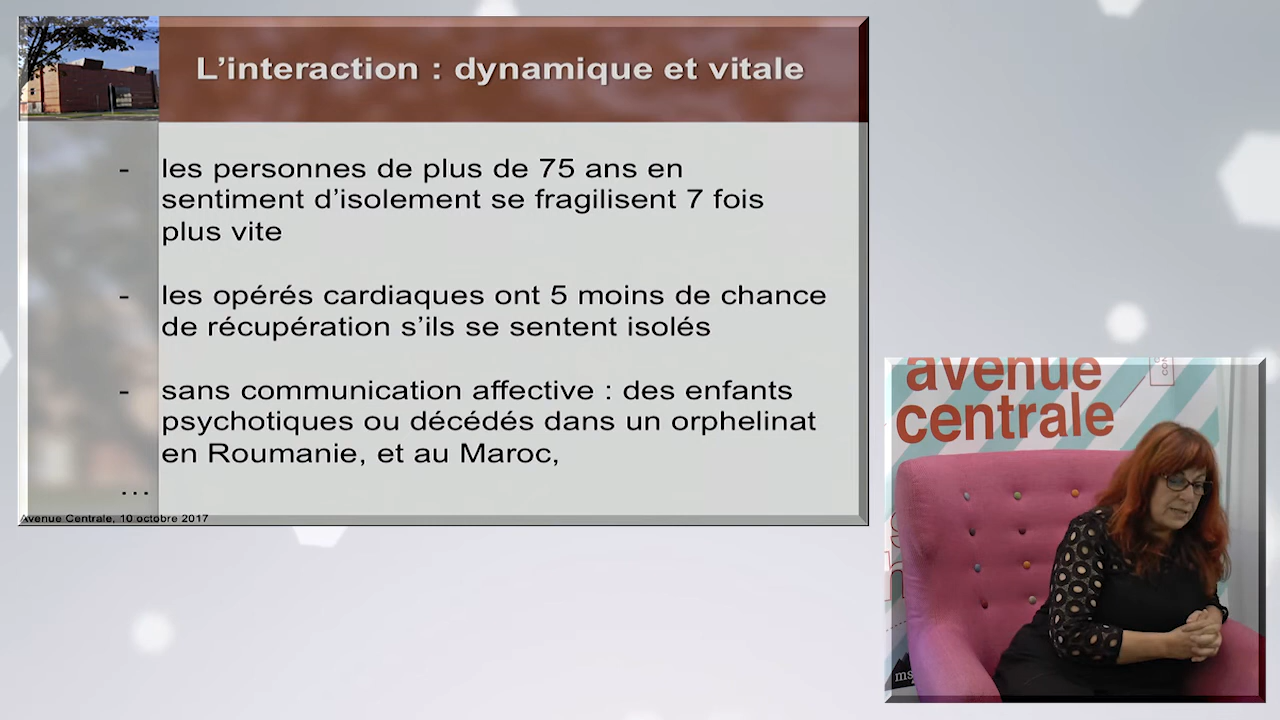 L'interaction : dynamique et vitale
- les personnes de plus de 75 ans en
sentiment d'isolement se fragilisent 7 fois
plus vite
- les opérés cardiaques ont 5 moins de chance
de récupération s'ils se sentent isolés
- sans communication affective : des enfants
psychotiques ou décédés dans un orphelinat
en Roumanie, et au Maroc,
…
Avenue Centrale, 10 octobre 2017
avenue
centrale